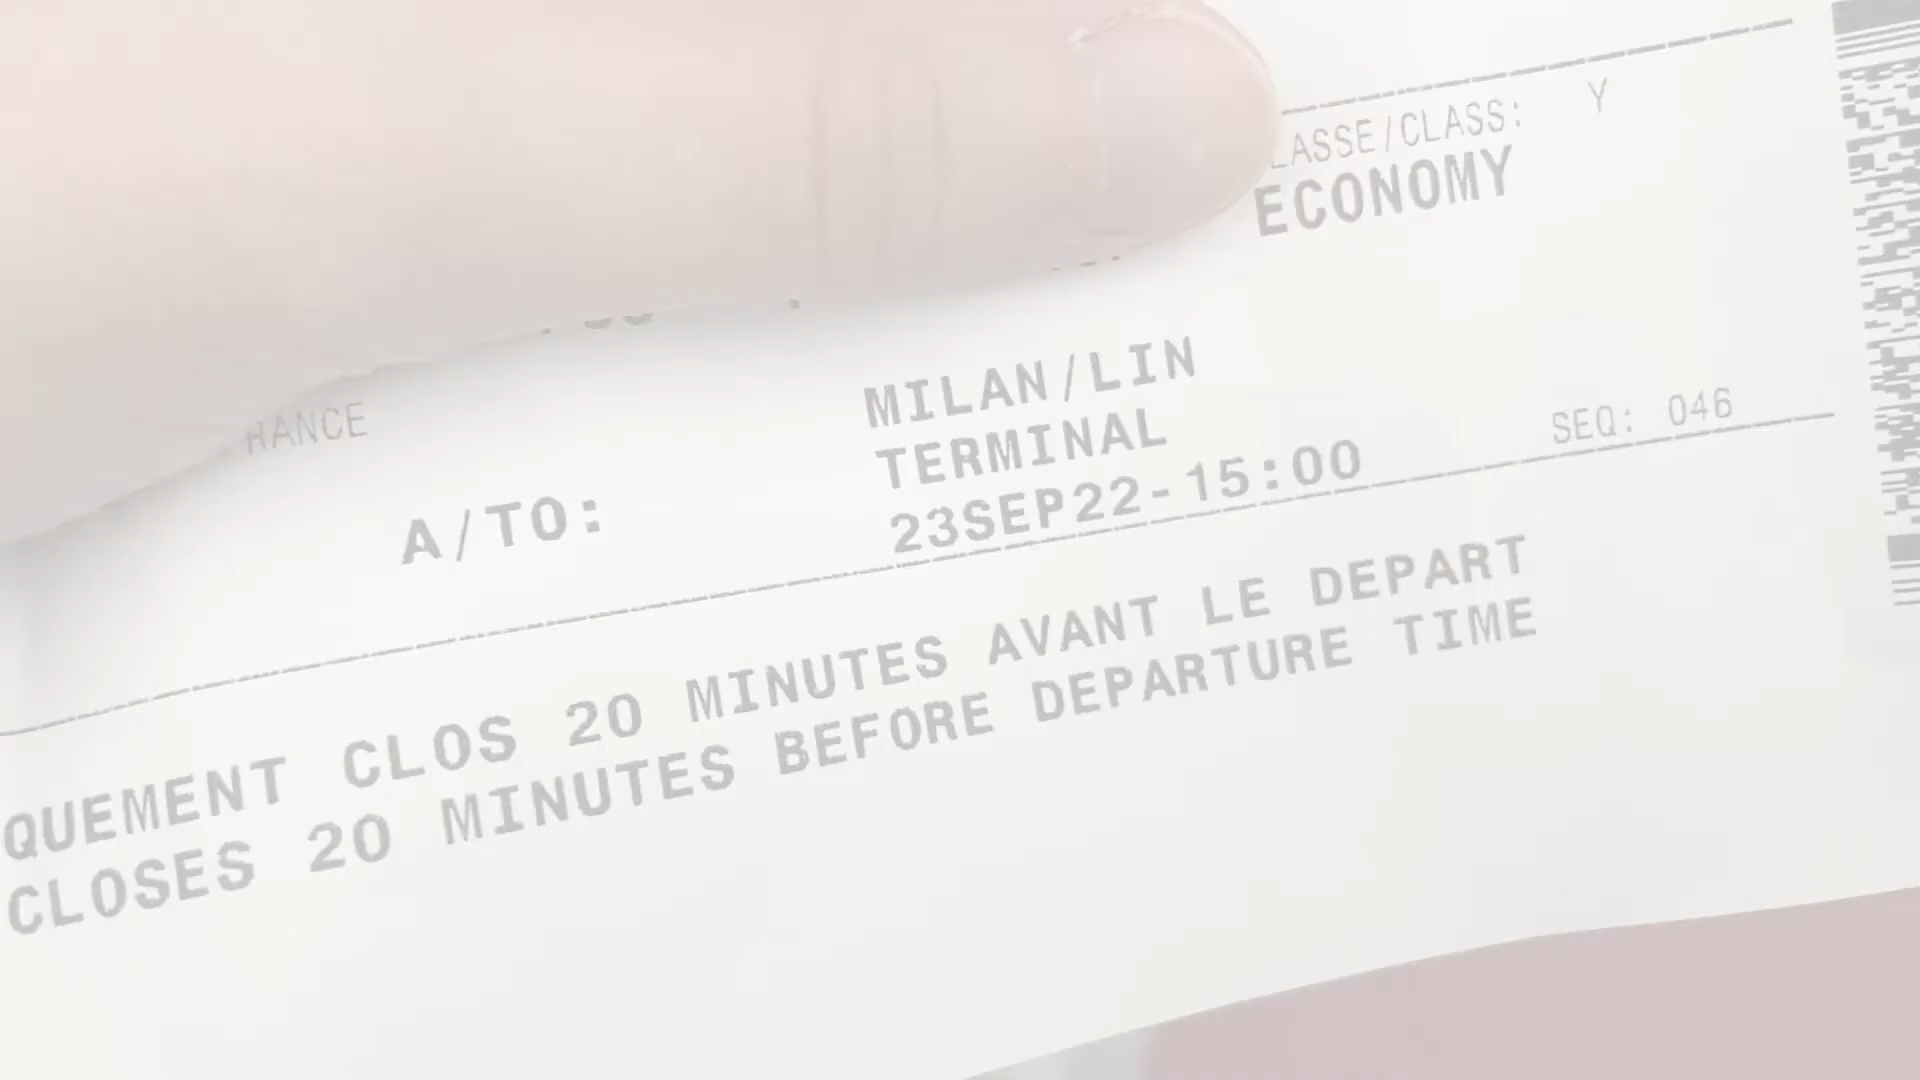 LASSE/CLASS: Y
ECONOMY
RANCE
A/TO:
MILAN/LIN
TERMINAL
23SEP22-15:00
SEQ: 046
QUEMENT CLOS 20 MINUTES AVANT LE DEPART
CLOSES 20 MINUTES BEFORE DEPARTURE TIME